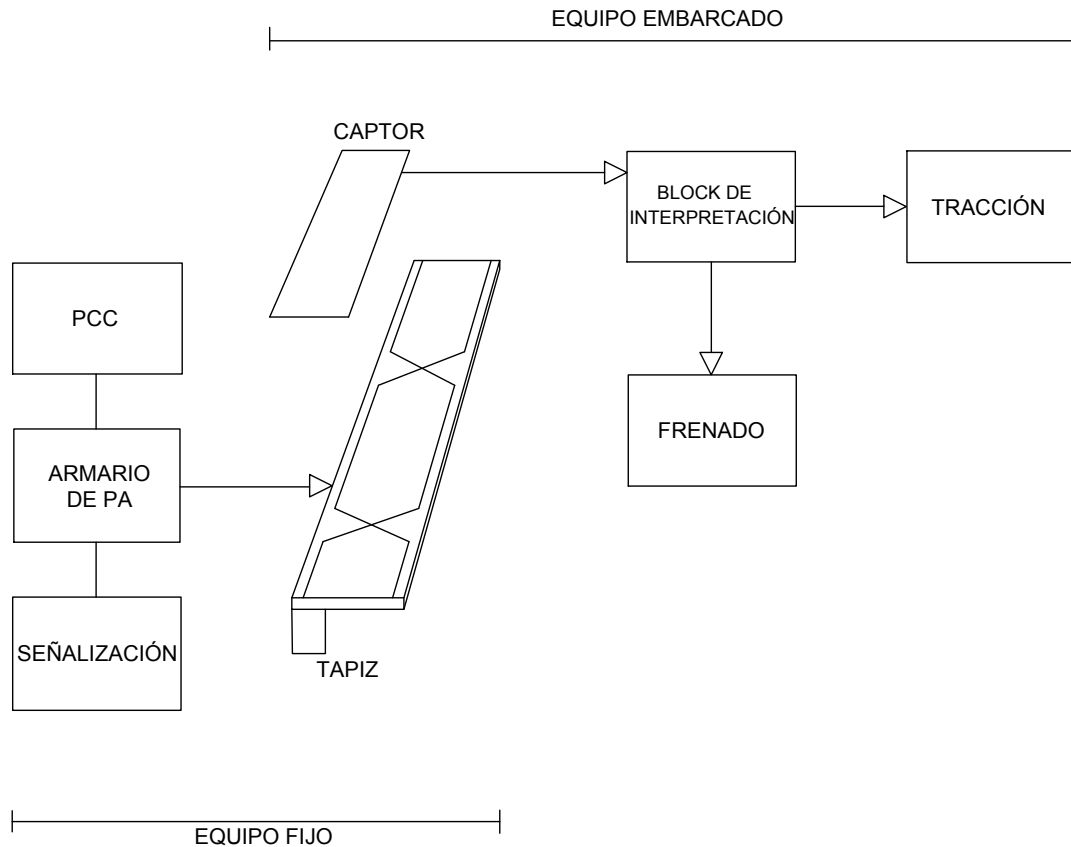 EQUIPO EMBARCADO
CAPTOR
BLOCK DE
INTERPRETACIÓN
TRACCIÓN
PCC
FRENADO
ARMARIO
DE PA
SEÑALIZACIÓN
TAPIZ
EQUIPO FIJO